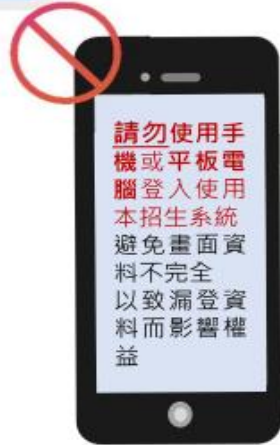 請勿使用手
機或平板電
腦登入使用
本招生系統
避免畫面資
料不完全
以致漏登資
料而影響權
益